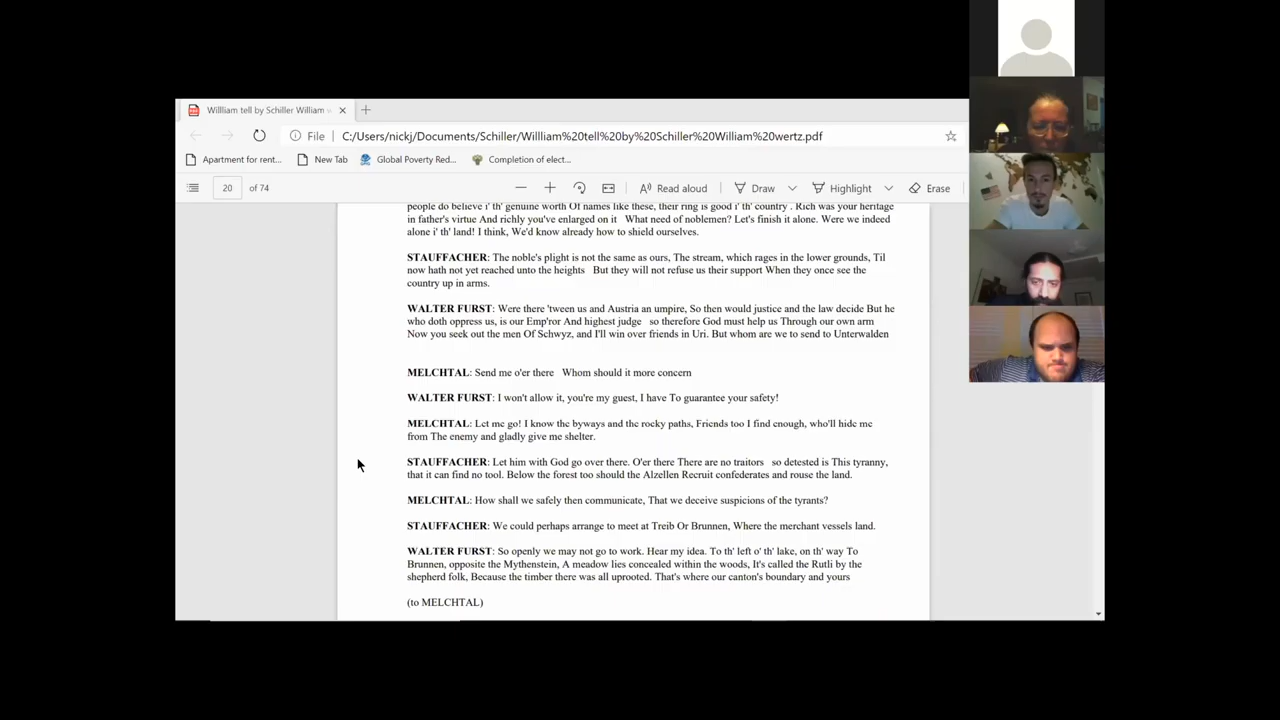 Willliam tell by Schiller William w
File C:/Users/nickj/Documents/Schiller/Willliam%20tell%20by%20Schiller%20William%20wertz.pdf
Apartment for rent... New Tab Global Poverty Red... Completion of elect...
20 of 74 Read aloud Draw Highlight Erase
people do believe i' th' genuine worth Of names like these, their ring is good i' th' country . Rich was your heritage
in father's virtue And richly you've enlarged on it What need of noblemen? Let's finish it alone. Were we indeed
alone i' th' land! I think, We'd know already how to shield ourselves.
STAUFFACHER: The noble's plight is not the same as ours, The stream, which rages in the lower grounds, Til
now hath not yet reached unto the heights But they will not refuse us their support When they once see the
country up in arms.
WALTER FURST: Were there 'tween us and Austria an umpire, So then would justice and the law decide But he
who doth oppress us, is our Emp'ror And highest judge so therefore God must help us Through our own arm
Now you seek out the men Of Schwyz, and I'll win over friends in Uri. But whom are we to send to Unterwalden
MELCHTAL: Send me o'er there Whom should it more concern
WALTER FURST: I won't allow it, you're my guest, I have To guarantee your safety!
MELCHTAL: Let me go! I know the byways and the rocky paths, Friends too I find enough, who'll hide me
from The enemy and gladly give me shelter.
STAUFFACHER: Let him with God go over there. O'er there There are no traitors so detested is This tyranny,
that it can find no tool. Below the forest too should the Alzellen Recruit confederates and rouse the land.
MELCHTAL: How shall we safely then communicate, That we deceive suspicions of the tyrants?
STAUFFACHER: We could perhaps arrange to meet at Treib Or Brunnen, Where the merchant vessels land.
WALTER FURST: So openly we may not go to work. Hear my idea. To th' left o' th' lake, on th' way To
Brunnen, opposite the Mythenstein, A meadow lies concealed within the woods, It's called the Rutli by the
shepherd folk, Because the timber there was all uprooted. That's where our canton's boundary and yours
(to MELCHTAL)